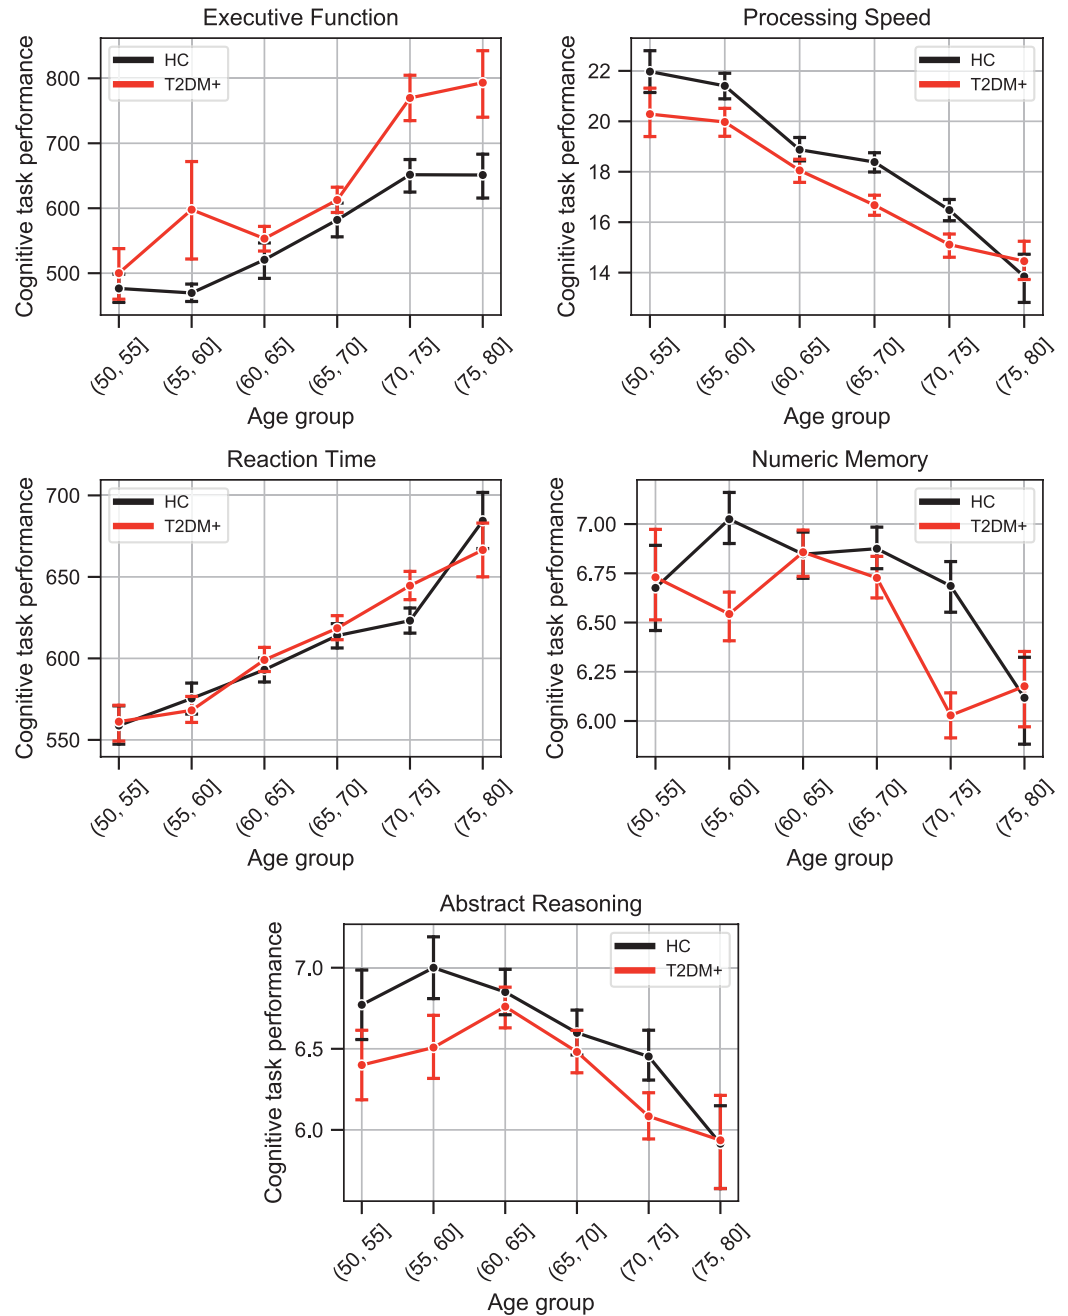 Executive Function
Cognitive task performance
800
700
600
500
HC
T2DM+
(50, 55]
(55, 60]
(60, 65]
(65, 70]
(70, 75]
(75, 80]
Age group
Processing Speed
Cognitive task performance
22
20
18
16
14
HC
T2DM+
(50, 55]
(55, 60]
(60, 65]
(65, 70]
(70, 75]
(75, 80]
Age group
Reaction Time
Cognitive task performance
700
650
600
550
HC
T2DM+
(50, 55]
(55, 60]
(60, 65]
(65, 70]
(70, 75]
(75, 80]
Age group
Numeric Memory
Cognitive task performance
7.00
6.75
6.50
6.25
6.00
HC
T2DM+
(50, 55]
(55, 60]
(60, 65]
(65, 70]
(70, 75]
(75, 80]
Age group
Abstract Reasoning
Cognitive task performance
7.0
6.5
6.0
HC
T2DM+
(50, 55]
(55, 60]
(60, 65]
(65, 70]
(70, 75]
(75, 80]
Age group